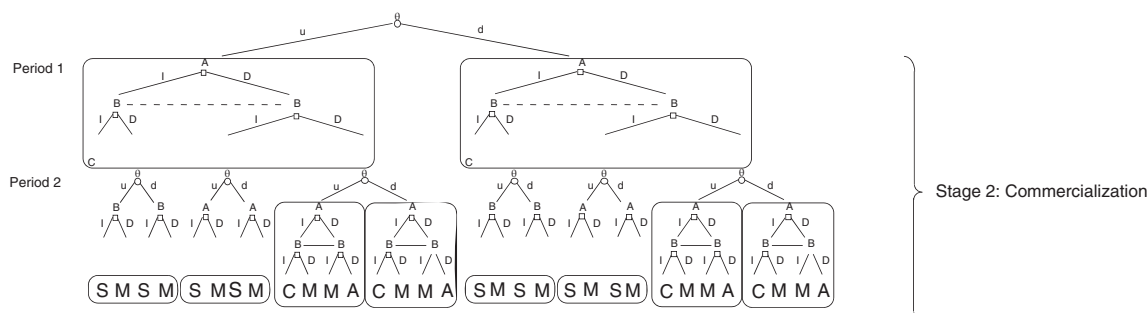 θ
u d
Period 1 A A
I D I D
B B B B
I D I D I D I D
C
Period 2 θ θ θ θ θ θ
u d u d u d u d u d u d
B B A A A A B B A A A A
I D I D I D I D I D I D I D I D I D I D I D I D
B B B B B B B B
I D I D I D I D I D I D I D I D
S M S M S M S M C M M A C M M A S M S M S M S M C M M A C M M A
Stage 2: Commercialization